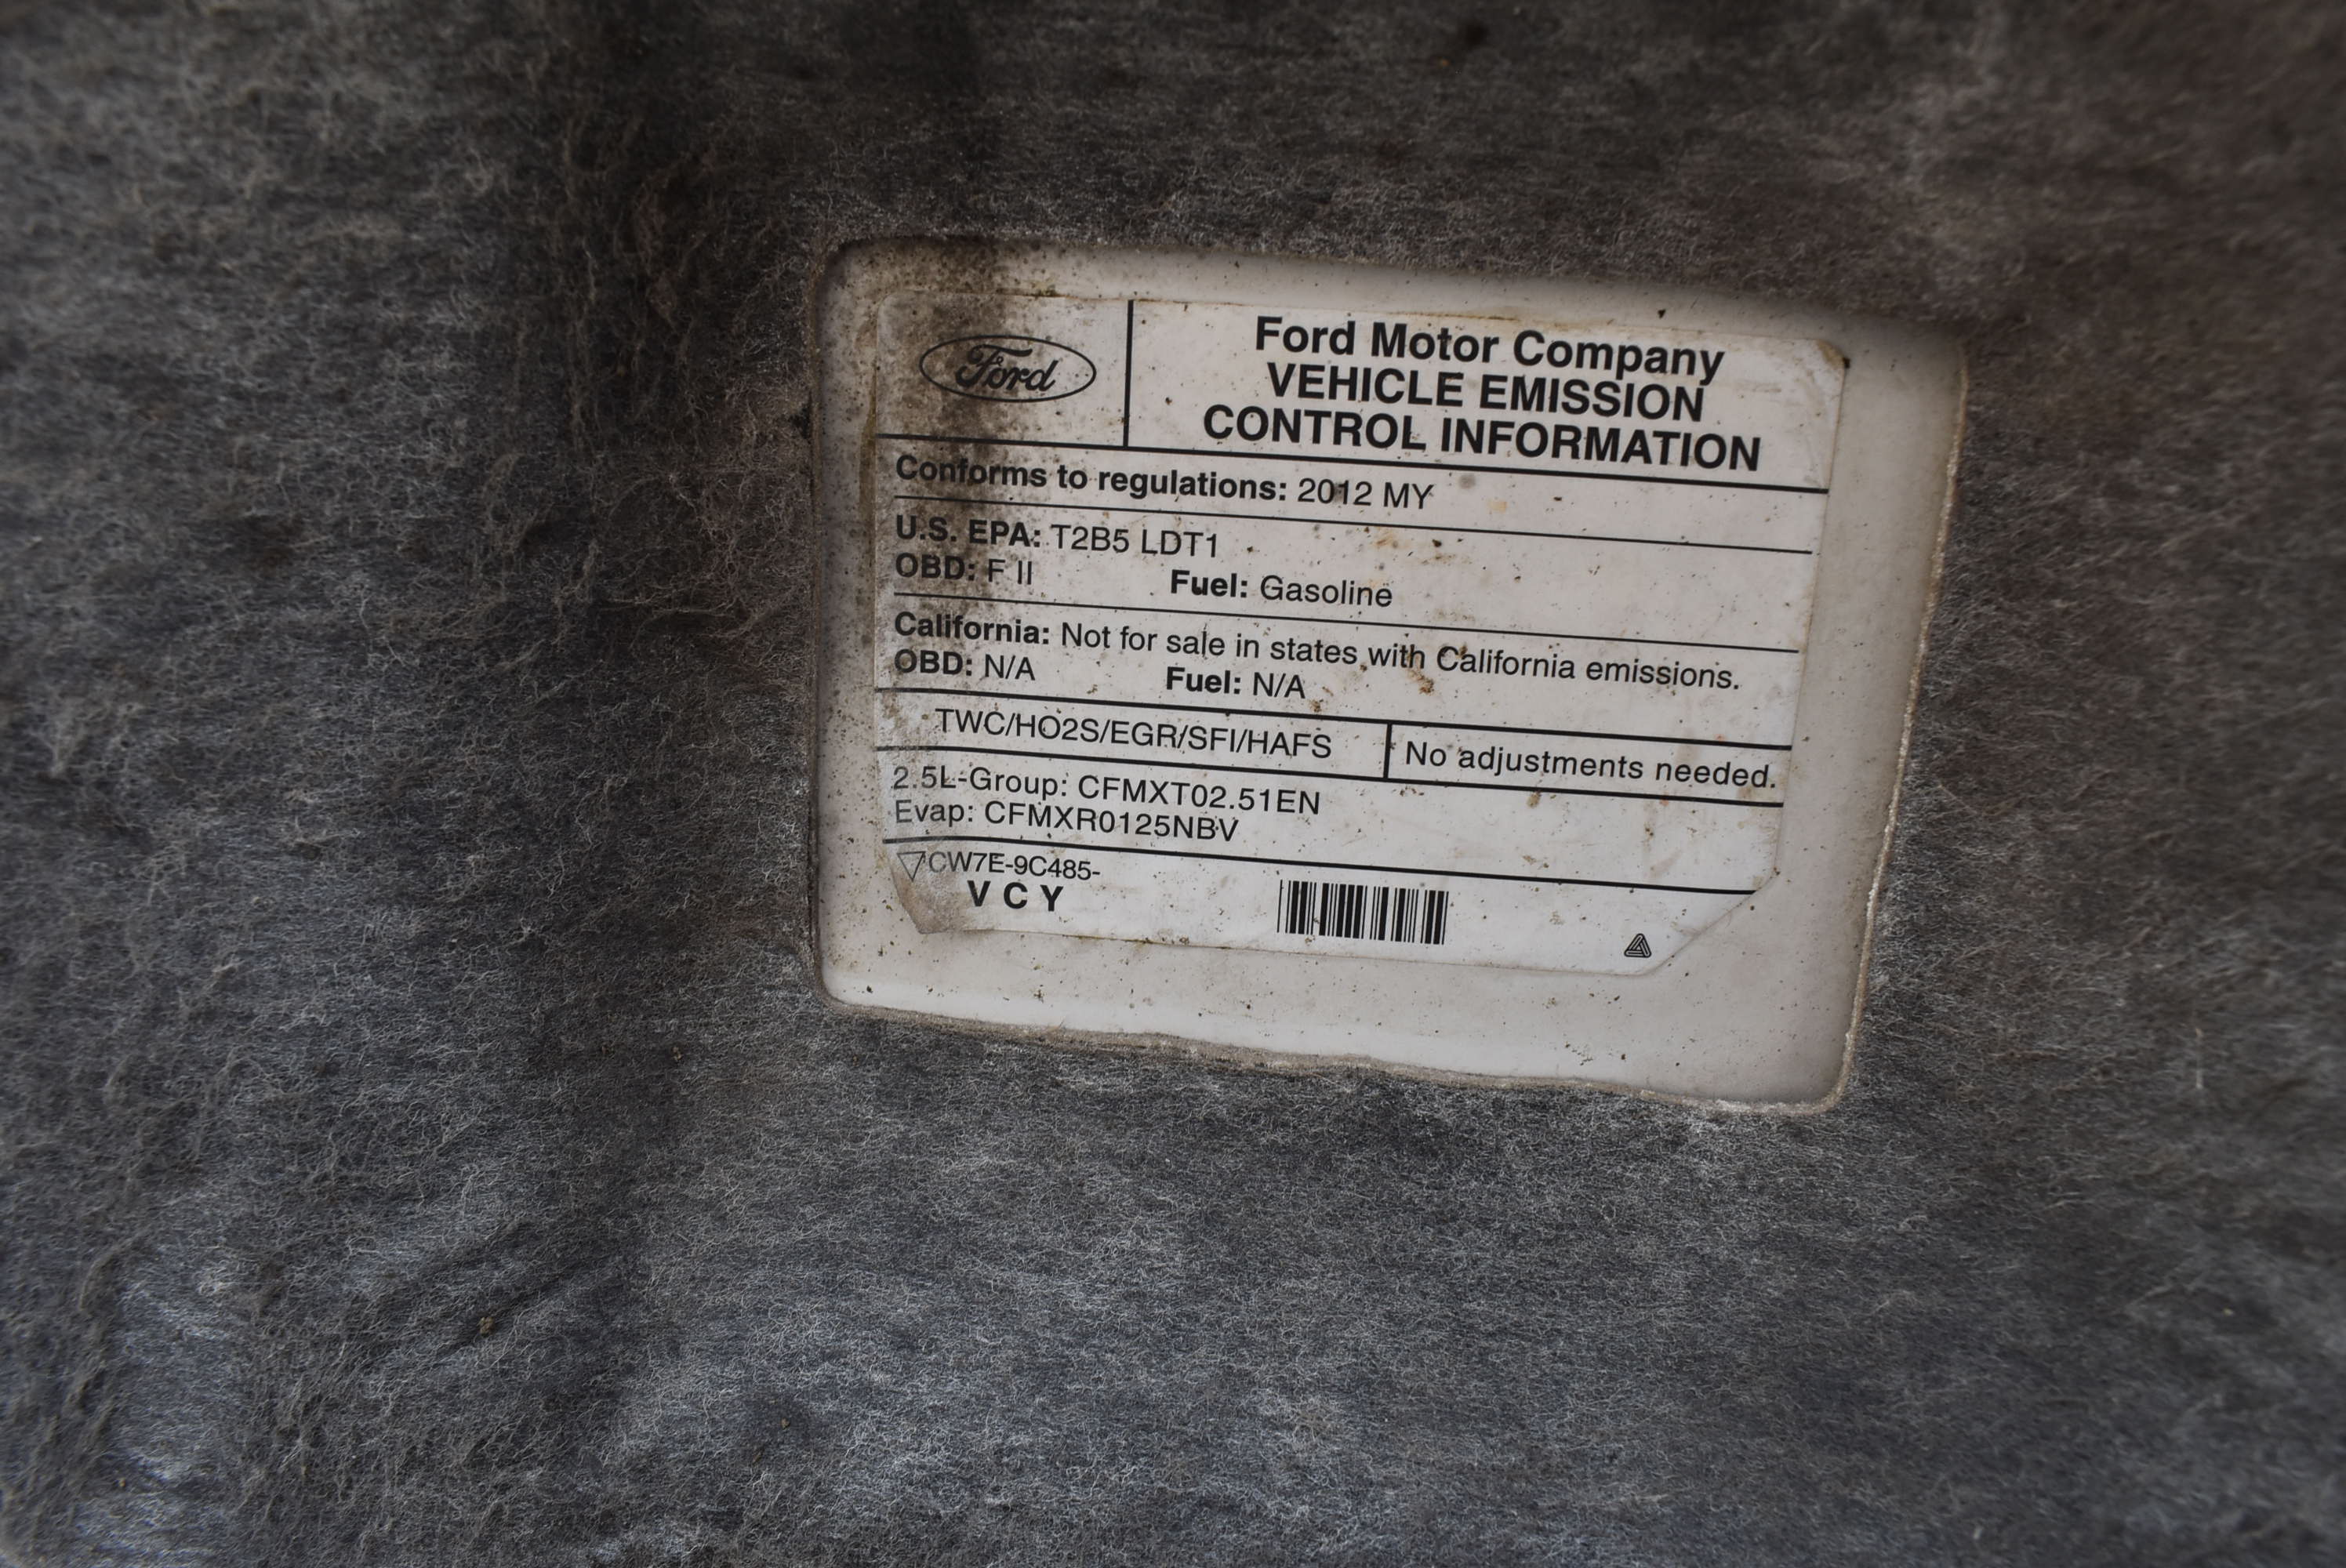 Ford
Ford Motor Company
VEHICLE EMISSION
CONTROL INFORMATION
Conforms to regulations: 2012 MY
U.S. EPA: T2B5 LDT1
OBD: F II Fuel: Gasoline
California: Not for sale in states with California emissions.
OBD: N/A Fuel: N/A
TWC/HO2S/EGR/SFI/HAFS No adjustments needed.
2.5L-Group: CFMXT02.51EN
Evap: CFMXR0125NBV
CW7E-9C485-
V C Y